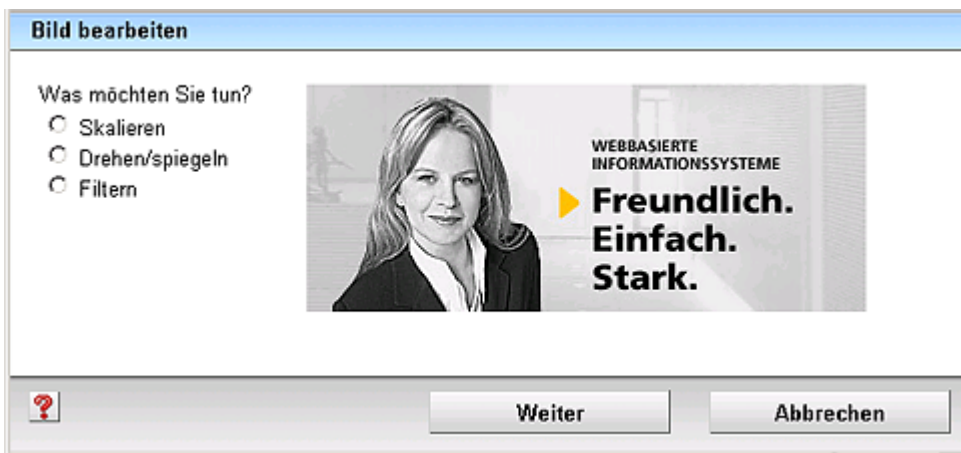 Bild bearbeiten
Was möchten Sie tun?
Skalieren
Drehen/spiegeln
Filtern
WEBBASIERTE
INFORMATIONSSYSTEME
Freundlich.
Einfach.
Stark.
?
Weiter
Abbrechen